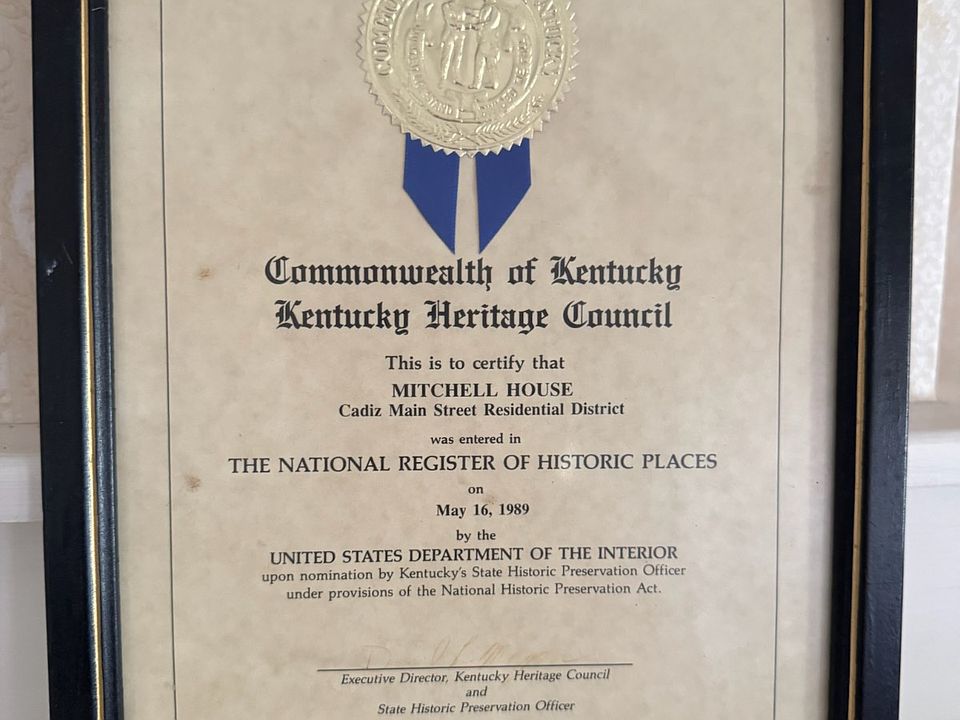 Commonwealth of Kentucky
Kentucky Heritage Council
This is to certify that
MITCHELL HOUSE
Cadiz Main Street Residential District
was entered in
THE NATIONAL REGISTER OF HISTORIC PLACES
on
May 16, 1989
by the
UNITED STATES DEPARTMENT OF THE INTERIOR
upon nomination by Kentucky's State Historic Preservation Officer
under provisions of the National Historic Preservation Act.
Executive Director, Kentucky Heritage Council
and
State Historic Preservation Officer